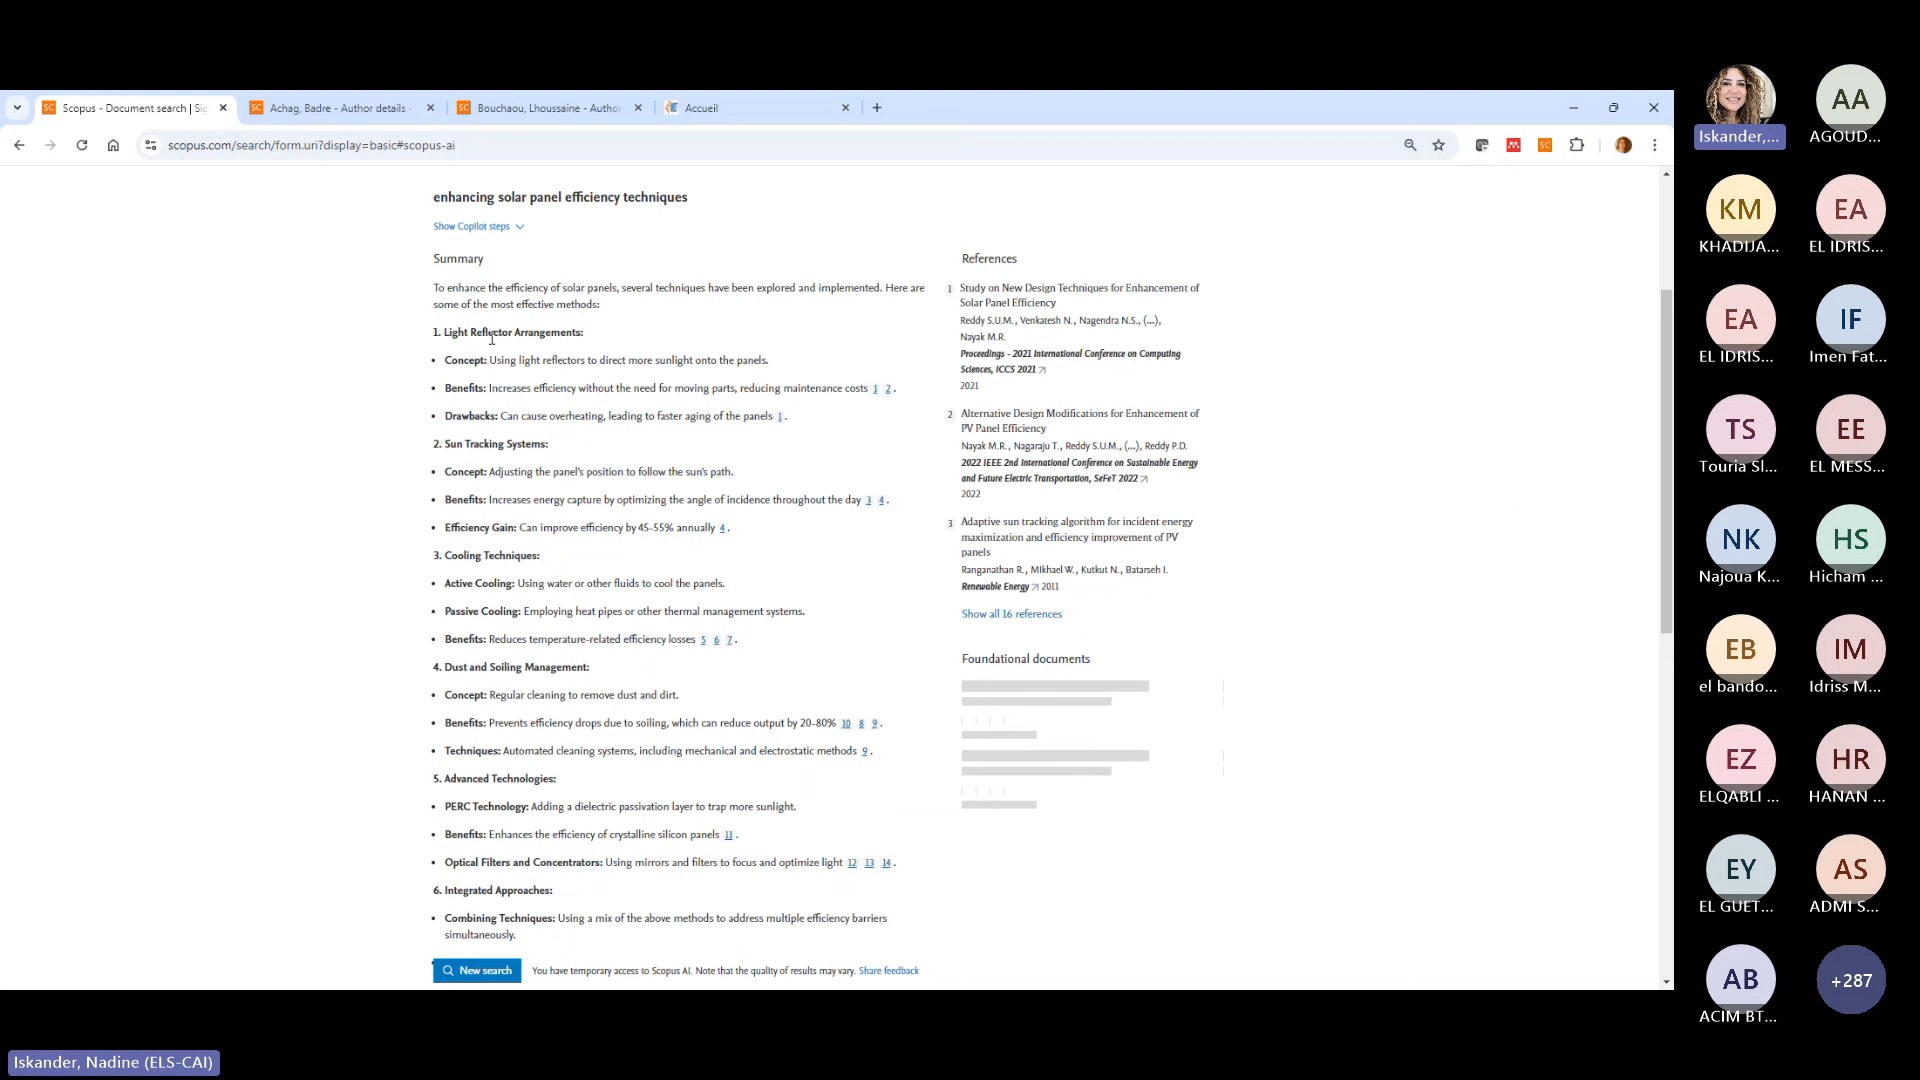 Scopus - Document search | Sig
Achag, Badre - Author details -
Bouchaou, Lhoussaine - Author
Accueil
scopus.com/search/form.uri?display=basic#scopus-ai
enhancing solar panel efficiency techniques
Show Copilot steps
Summary
To enhance the efficiency of solar panels, several techniques have been explored and implemented. Here are
some of the most effective methods:
1. Light Reflector Arrangements:
• Concept: Using light reflectors to direct more sunlight onto the panels.
• Benefits: Increases efficiency without the need for moving parts, reducing maintenance costs 1 2 .
• Drawbacks: Can cause overheating, leading to faster aging of the panels 1 .
2. Sun Tracking Systems:
• Concept: Adjusting the panel's position to follow the sun's path.
• Benefits: Increases energy capture by optimizing the angle of incidence throughout the day 3 4 .
• Efficiency Gain: Can improve efficiency by 45-55% annually 4 .
3. Cooling Techniques:
• Active Cooling: Using water or other fluids to cool the panels.
• Passive Cooling: Employing heat pipes or other thermal management systems.
• Benefits: Reduces temperature-related efficiency losses 5 6 7 .
4. Dust and Soiling Management:
• Concept: Regular cleaning to remove dust and dirt.
• Benefits: Prevents efficiency drops due to soiling, which can reduce output by 20-80% 10 8 9 .
• Techniques: Automated cleaning systems, including mechanical and electrostatic methods 9 .
5. Advanced Technologies:
• PERC Technology: Adding a dielectric passivation layer to trap more sunlight.
• Benefits: Enhances the efficiency of crystalline silicon panels 11 .
• Optical Filters and Concentrators: Using mirrors and filters to focus and optimize light 12 13 14 .
6. Integrated Approaches:
• Combining Techniques: Using a mix of the above methods to address multiple efficiency barriers
simultaneously.
New search
You have temporary access to Scopus AI. Note that the quality of results may vary. Share feedback
References
1 Study on New Design Techniques for Enhancement of
Solar Panel Efficiency
Reddy S.U.M., Venkatesh N., Nagendra N.S., (...),
Nayak M.R.
Proceedings - 2021 International Conference on Computing
Sciences, ICCS 2021
2021
2 Alternative Design Modifications for Enhancement of
PV Panel Efficiency
Nayak M.R., Nagaraju T., Reddy S.U.M., (...), Reddy P.D.
2022 IEEE 2nd International Conference on Sustainable Energy
and Future Electric Transportation, SeFeT 2022
2022
3 Adaptive sun tracking algorithm for incident energy
maximization and efficiency improvement of PV
panels
Ranganathan R., Mikhael W., Kutkut N., Batarseh I.
Renewable Energy 2011
Show all 16 references
Foundational documents
Iskander,...
AA
AGOUD...
KM
KHADIJA...
EA
EL IDRIS...
EA
EL IDRIS...
IF
Imen Fat...
TS
Touria Sl...
EE
EL MESS...
NK
Najoua K...
HS
Hicham ...
EB
el bando...
IM
Idriss M...
EZ
ELQABLI ...
HR
HANAN ...
EY
EL GUET...
AS
ADMI S...
AB
ACIM BT...
+287
Iskander, Nadine (ELS-CAI)